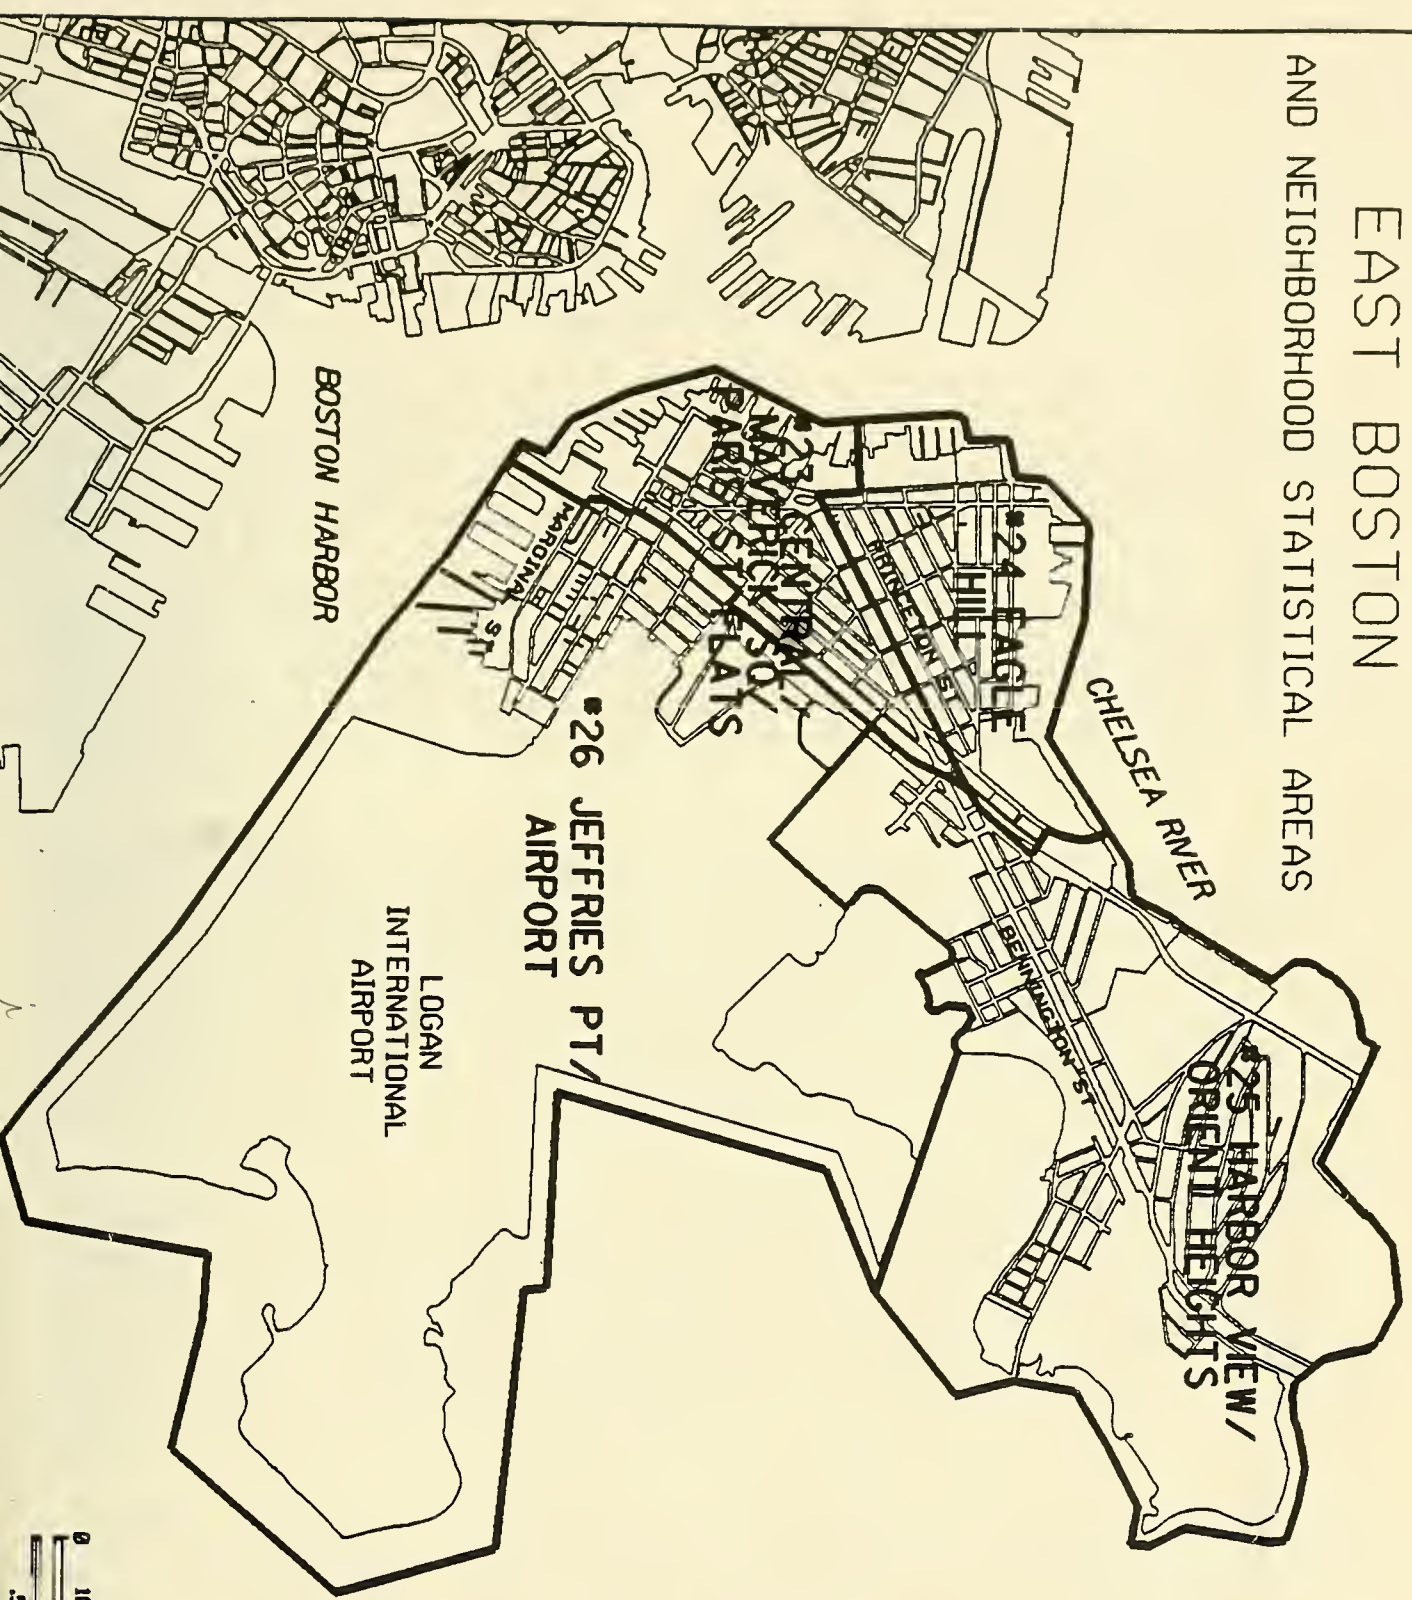 EAST BOSTON
AND NEIGHBORHOOD STATISTICAL AREAS
CHELSEA RIVER
#24 EAGLE
HILL
PRINCETON ST
#23 CENTRAL/
MAVERICK SQ/
PARIS ST FLATS
#25 HARBOR VIEW/
ORIENT HEIGHTS
BENNINGTON ST
MARGINAL ST
#26 JEFFRIES PT/
AIRPORT
BOSTON HARBOR
LOGAN
INTERNATIONAL
AIRPORT
0